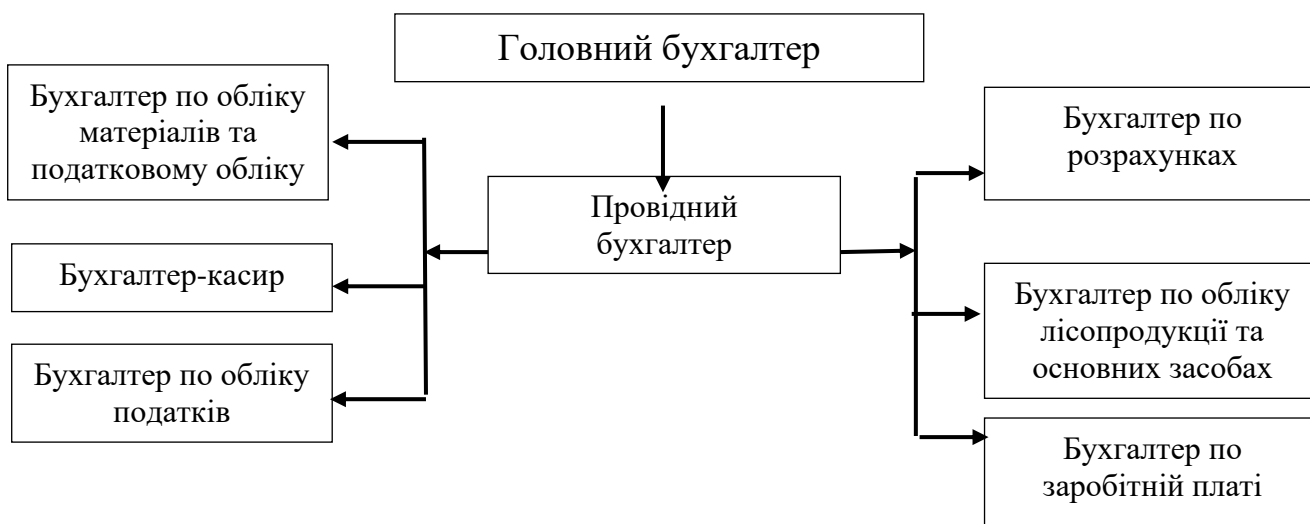 Головний бухгалтер
Бухгалтер по обліку
матеріалів та
податковому обліку
Бухгалтер по
розрахунках
Провідний
бухгалтер
Бухгалтер-касир
Бухгалтер по обліку
лісопродукції та
основних засобах
Бухгалтер по обліку
податків
Бухгалтер по
заробітній платі